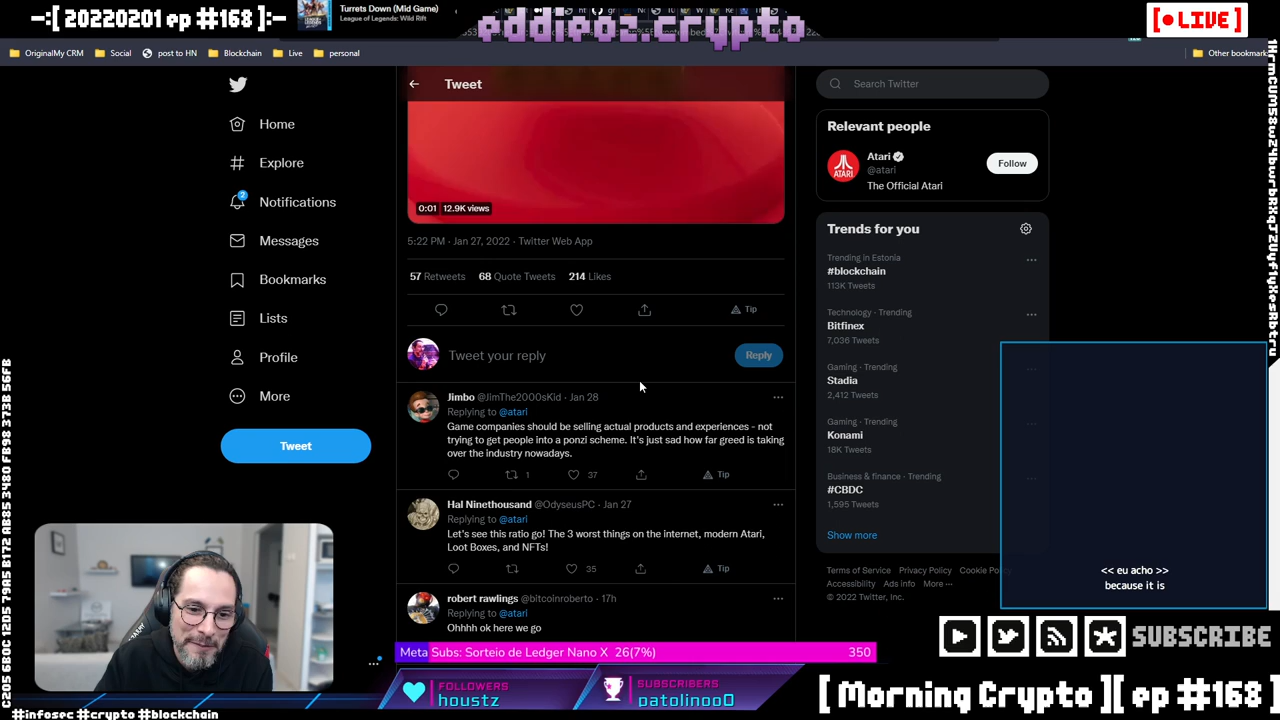 -:[ 20220201 ep #168 ]:-
Turrets Down (Mid Game)
League of Legends: Wild Rift
eddieoz.crypto
[● LIVE ]
OriginalMy CRM
Social
post to HN
Blockchain
Live
personal
Other bookmark
Home
Explore
2
Notifications
Messages
Bookmarks
Lists
Profile
More
Tweet
Tweet
0:01 12.9K views
5:22 PM · Jan 27, 2022 · Twitter Web App
57 Retweets 68 Quote Tweets 214 Likes
Tip
Tweet your reply
Reply
Jimbo @JimThe2000sKid · Jan 28
Replying to @atari
Game companies should be selling actual products and experiences - not
trying to get people into a ponzi scheme. It's just sad how far greed is taking
over the industry nowadays.
1 37 Tip
Hal Ninethousand @OdyseusPC · Jan 27
Replying to @atari
Let's see this ratio go! The 3 worst things on the internet, modern Atari,
Loot Boxes, and NFTs!
35 Tip
robert rawlings @bitcoinroberto · 17h
Replying to @atari
Ohhhh ok here we go
Search Twitter
Relevant people
Atari
@atari
The Official Atari
Follow
ATARI
Trends for you
Trending in Estonia
#blockchain
113K Tweets
Technology · Trending
Bitfinex
7,036 Tweets
Gaming · Trending
Stadia
2,412 Tweets
Gaming · Trending
Konami
18K Tweets
Business & finance · Trending
#CBDC
1,595 Tweets
Show more
Terms of Service Privacy Policy Cookie Po
Accessibility Ads info More ···
© 2022 Twitter, Inc.
<< eu acho >>
because it is
SUBSCRIBE
Meta Subs: Sorteio de Ledger Nano X 26(7%) 350
FOLLOWERS
houstz
SUBSCRIBERS
patolinoo0
[ Morning Crypto ][ ep #168
#infosec #crypto #blockchain